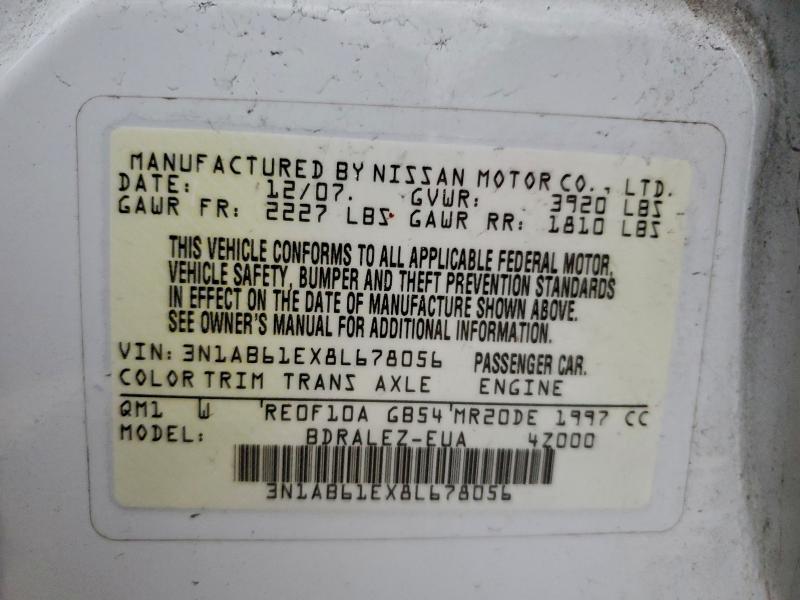 MANUFACTURED BY NISSAN MOTOR CO., LTD.
DATE: 12/07. GVWR: 3920 LBS
GAWR FR: 2227 LBS GAWR RR: 1810 LBS
THIS VEHICLE CONFORMS TO ALL APPLICABLE FEDERAL MOTOR,
VEHICLE SAFETY, BUMPER AND THEFT PREVENTION STANDARDS
IN EFFECT ON THE DATE OF MANUFACTURE SHOWN ABOVE.
SEE OWNER'S MANUAL FOR ADDITIONAL INFORMATION.
VIN: 3N1AB61EX8L678056 PASSENGER CAR.
COLOR TRIM TRANS AXLE ENGINE
QM1 W 'RE0F10A GB54'MR20DE 1997 CC
MODEL: BDRALEZ-EUA 4Z000
3N1AB61EX8L678056